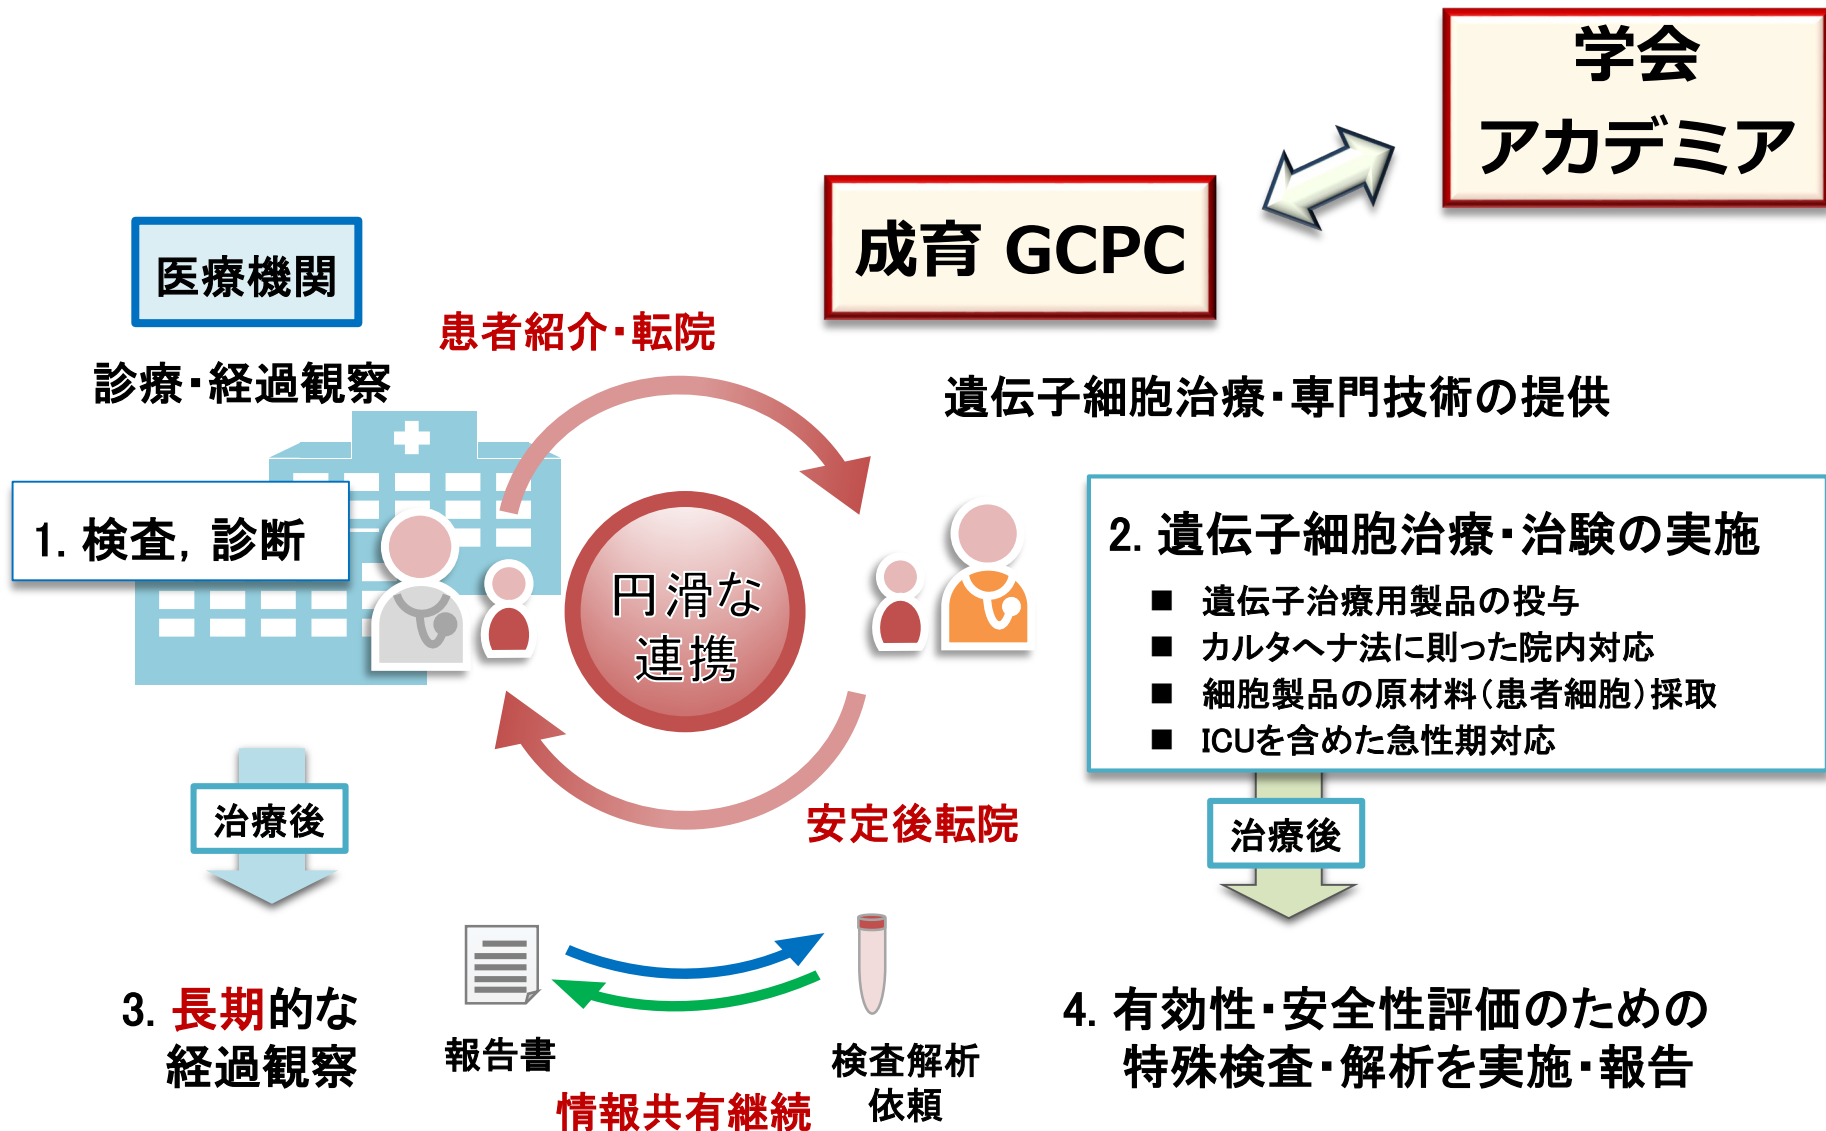 学会
アカデミア
成育 GCPC
医療機関
患者紹介・転院
診療・経過観察
遺伝子細胞治療・専門技術の提供
1. 検査, 診断
円滑な
連携
2. 遺伝子細胞治療・治験の実施
■ 遺伝子治療用製品の投与
■ カルタヘナ法に則った院内対応
■ 細胞製品の原材料(患者細胞)採取
■ ICUを含めた急性期対応
治療後
安定後転院
治療後
3. 長期的な
経過観察
報告書
検査解析
依頼
情報共有継続
4. 有効性・安全性評価のための
特殊検査・解析を実施・報告